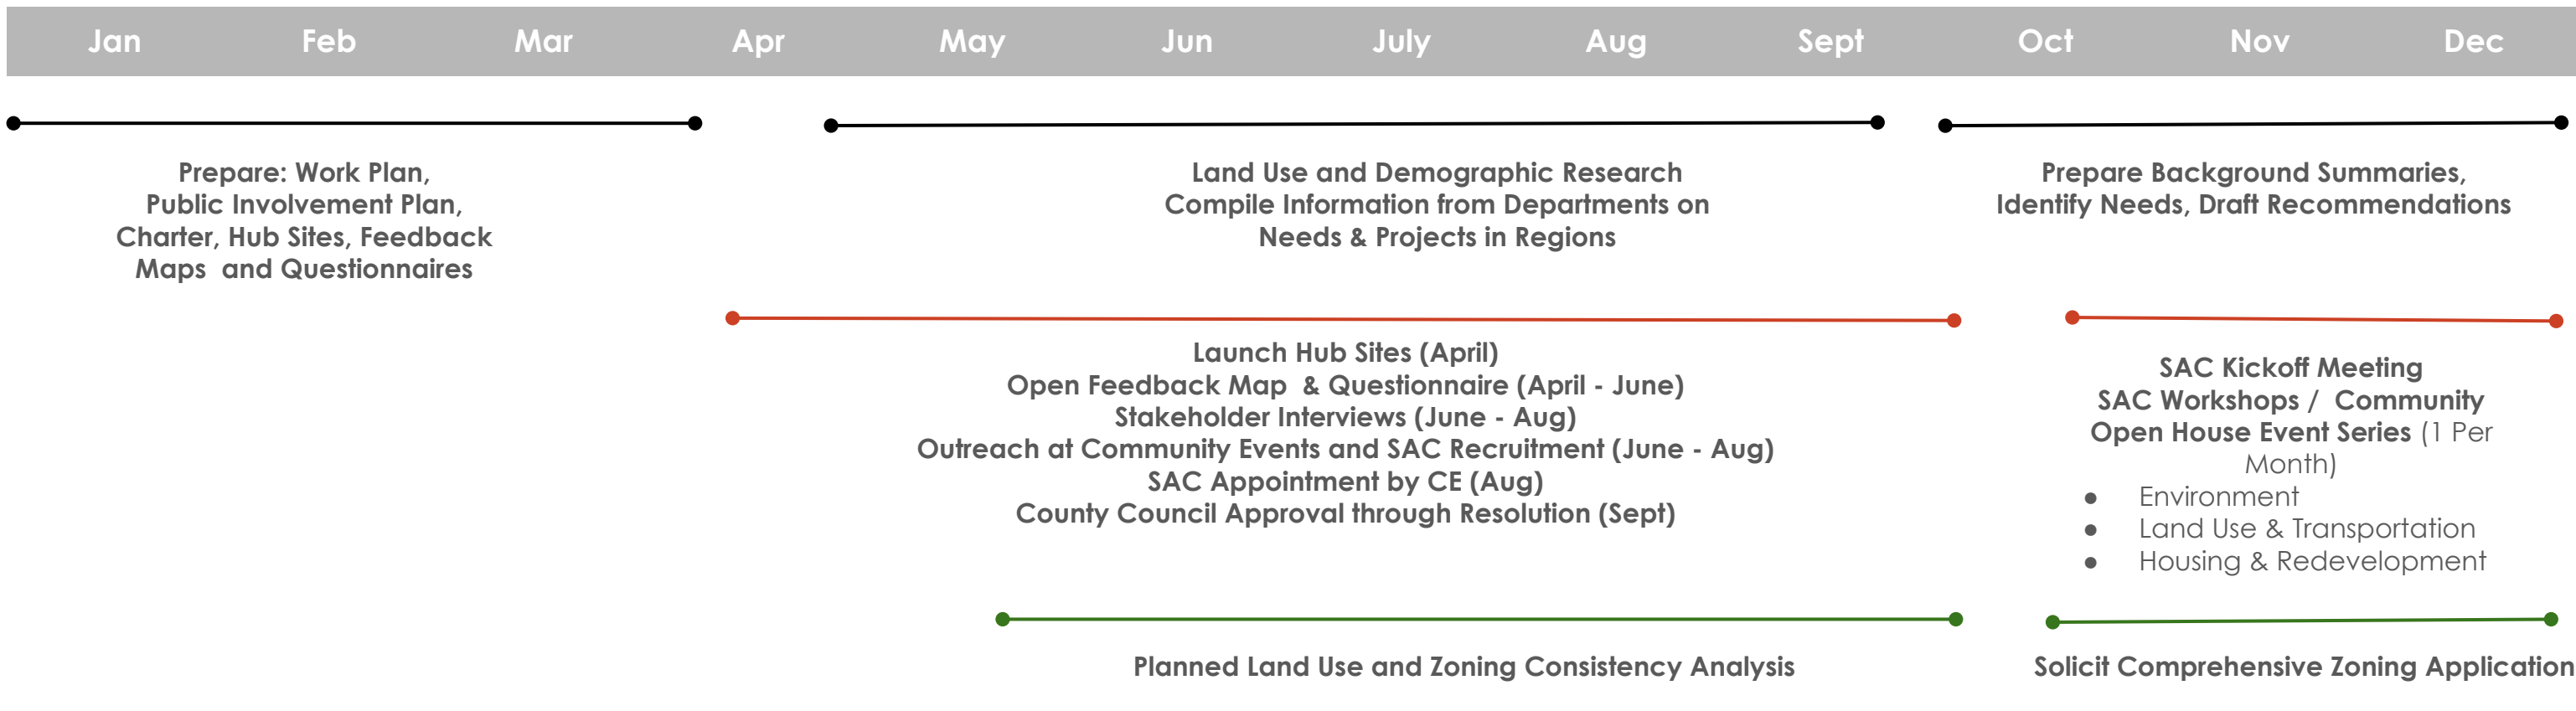 Jan Feb Mar Apr May Jun July Aug Sept Oct Nov Dec
Prepare: Work Plan,
Public Involvement Plan,
Charter, Hub Sites, Feedback
Maps and Questionnaires
Land Use and Demographic Research
Compile Information from Departments on
Needs & Projects in Regions
Prepare Background Summaries,
Identify Needs, Draft Recommendations
Launch Hub Sites (April)
Open Feedback Map & Questionnaire (April - June)
Stakeholder Interviews (June - Aug)
Outreach at Community Events and SAC Recruitment (June - Aug)
SAC Appointment by CE (Aug)
County Council Approval through Resolution (Sept)
SAC Kickoff Meeting
SAC Workshops / Community
Open House Event Series (1 Per
Month)
● Environment
● Land Use & Transportation
● Housing & Redevelopment
Planned Land Use and Zoning Consistency Analysis
Solicit Comprehensive Zoning Application